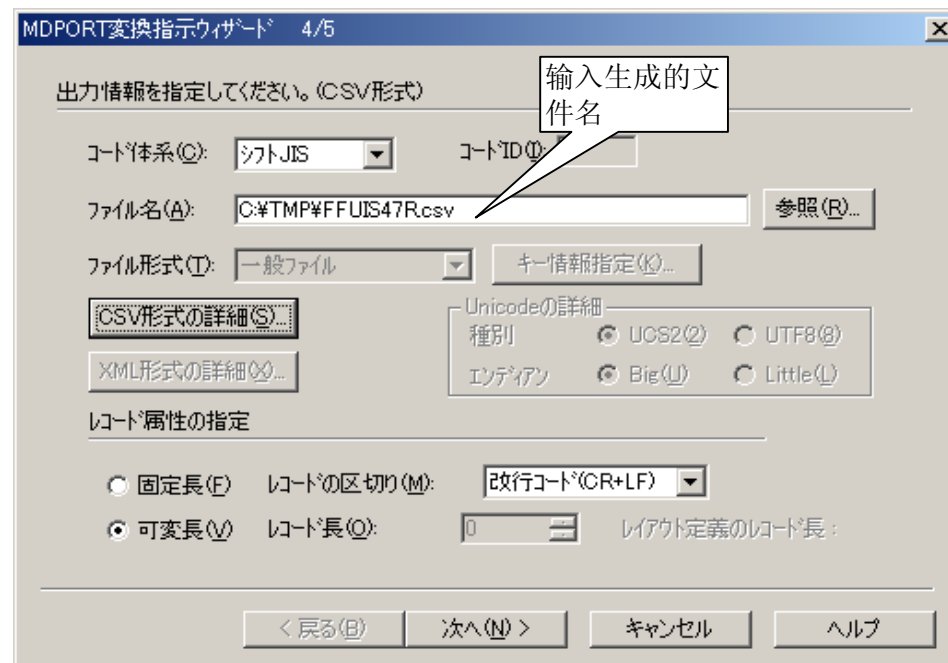 MDPORT変換指示ウィザード 4/5
输入生成的文
件名
出力情報を指定してください。(CSV形式)
コード体系(C): シフトJIS コードID(I):
ファイル名(A): C:¥TMP¥FFUIS47R.csv 参照(R)...
ファイル形式(T): 一般ファイル キー情報指定(K)...
CSV形式の詳細(S)... Unicodeの詳細
種別 UCS2(2) UTF8(8)
XML形式の詳細(X)... エンディアン Big(U) Little(L)
レコード属性の指定
固定長(F) レコードの区切り(M): 改行コード(CR+LF)
可変長(V) レコード長(O): 0 レイアウト定義のレコード長:
< 戻る(B) 次へ(N) > キャンセル ヘルプ